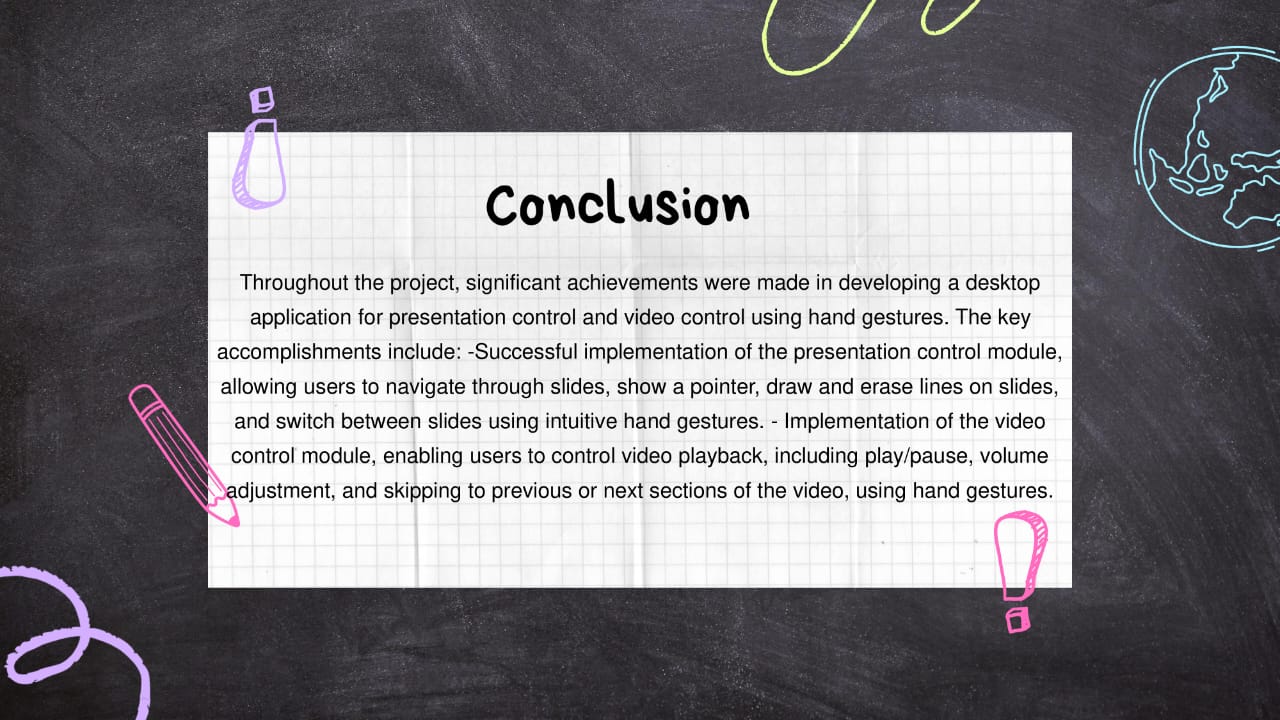 Conclusion
Throughout the project, significant achievements were made in developing a desktop
application for presentation control and video control using hand gestures. The key
accomplishments include: -Successful implementation of the presentation control module,
allowing users to navigate through slides, show a pointer, draw and erase lines on slides,
and switch between slides using intuitive hand gestures. - Implementation of the video
control module, enabling users to control video playback, including play/pause, volume
adjustment, and skipping to previous or next sections of the video, using hand gestures.